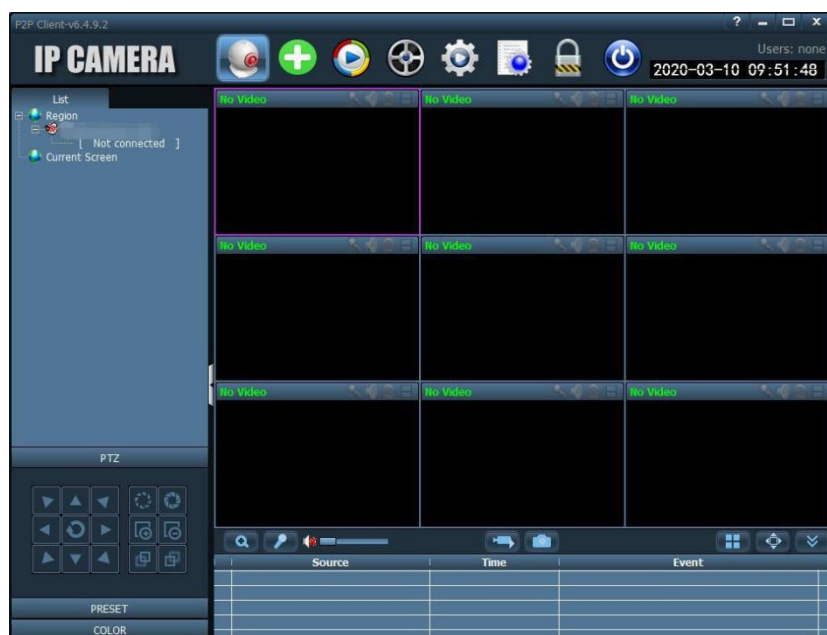 P2P Client-v6.4.9.2
?
IP CAMERA
Users: none
2020-03-10 09:51:48
List
Region
[ Not connected ]
Current Screen
No Video No Video No Video
No Video No Video No Video
No Video No Video No Video
PTZ
Source Time Event
PRESET
COLOR